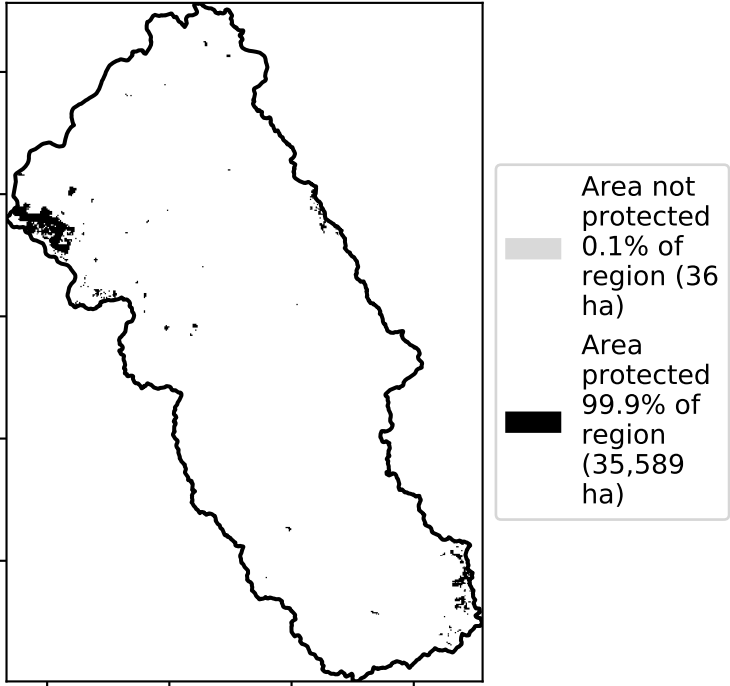 Area not
protected
0.1% of
region (36
ha)
Area
protected
99.9% of
region
(35,589
ha)